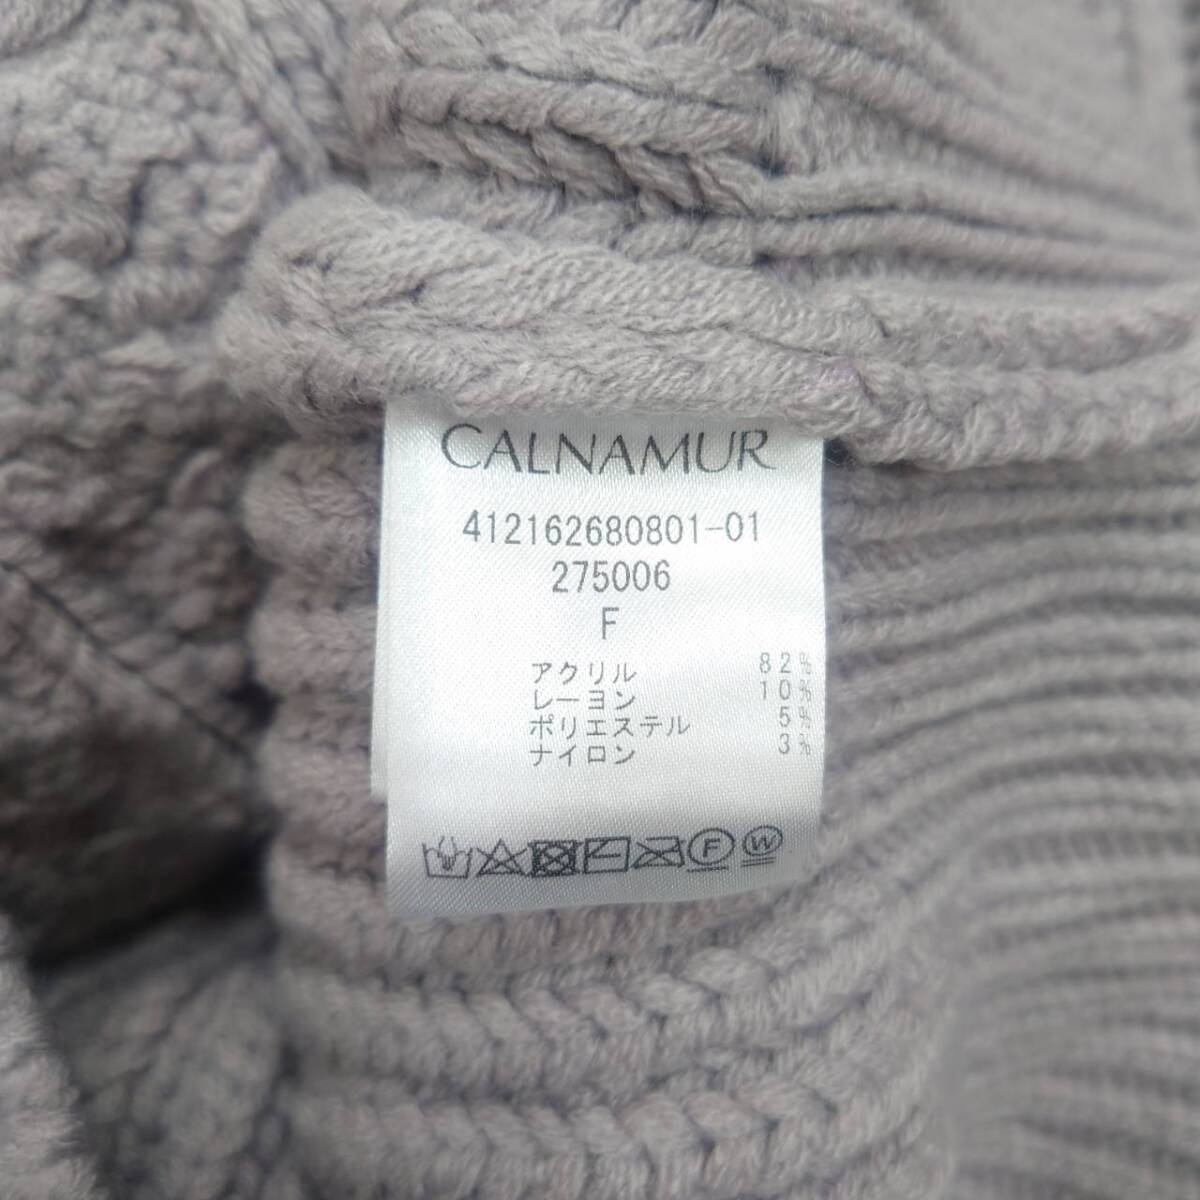 CALNAMUR
412162680801-01
275006
F
アクリル 82%
レーヨン 10%
ポリエステル 5%
ナイロン 3%
F W